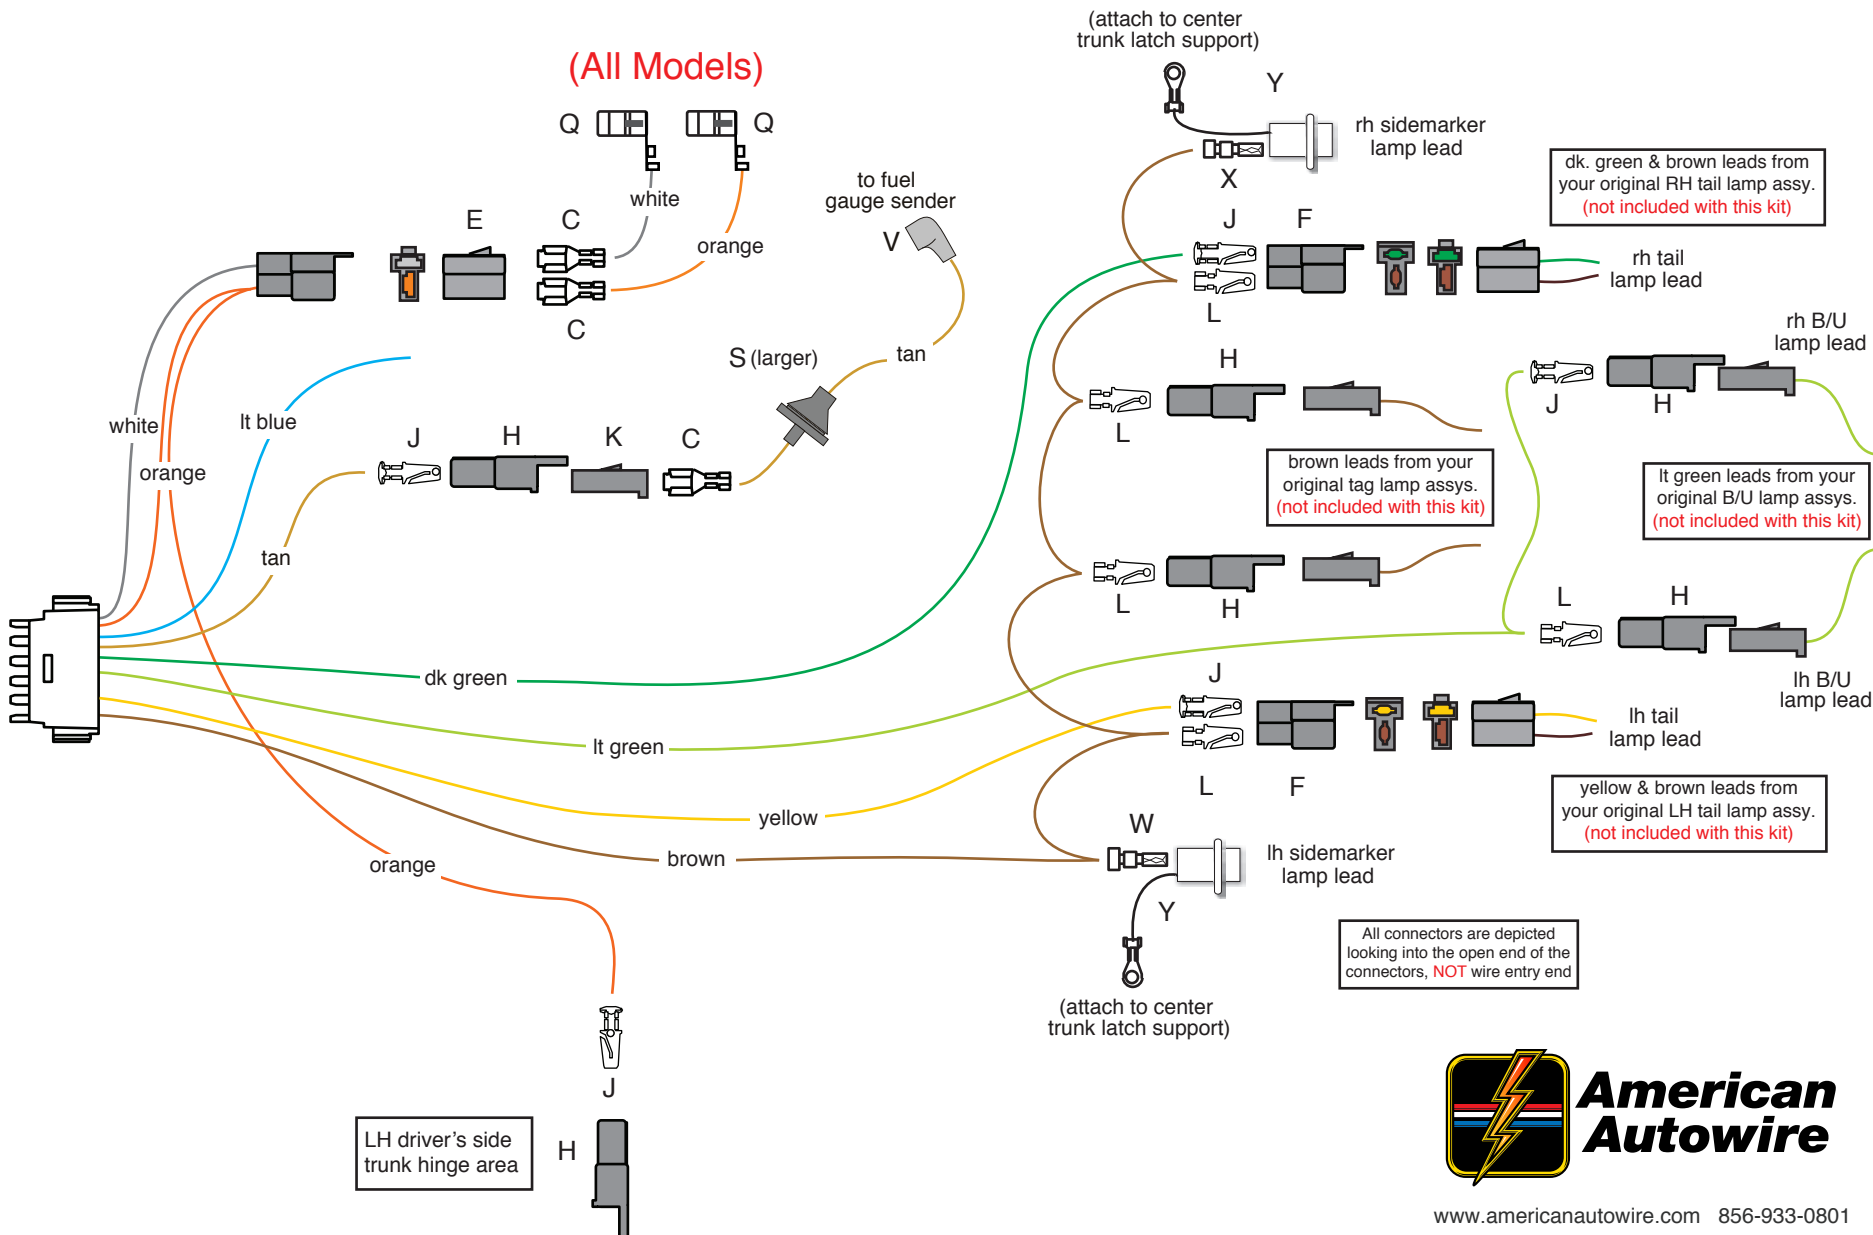 (All Models)
Q
Q
white
orange
E
C
C
to fuel
gauge sender
V
tan
S (larger)
white
orange
lt blue
J
H
K
C
tan
(attach to center
trunk latch support)
Y
rh sidemarker
lamp lead
X
dk. green & brown leads from
your original RH tail lamp assy.
(not included with this kit)
J
F
L
rh tail
lamp lead
rh B/U
lamp lead
H
L
J
H
brown leads from your
original tag lamp assys.
(not included with this kit)
lt green leads from your
original B/U lamp assys.
(not included with this kit)
L
H
L
H
lh B/U
lamp lead
dk green
lt green
yellow
brown
orange
J
L
F
lh tail
lamp lead
yellow & brown leads from
your original LH tail lamp assy.
(not included with this kit)
W
lh sidemarker
lamp lead
Y
(attach to center
trunk latch support)
All connectors are depicted
looking into the open end of the
connectors, NOT wire entry end
J
H
LH driver's side
trunk hinge area
American
Autowire
www.americanautowire.com 856-933-0801